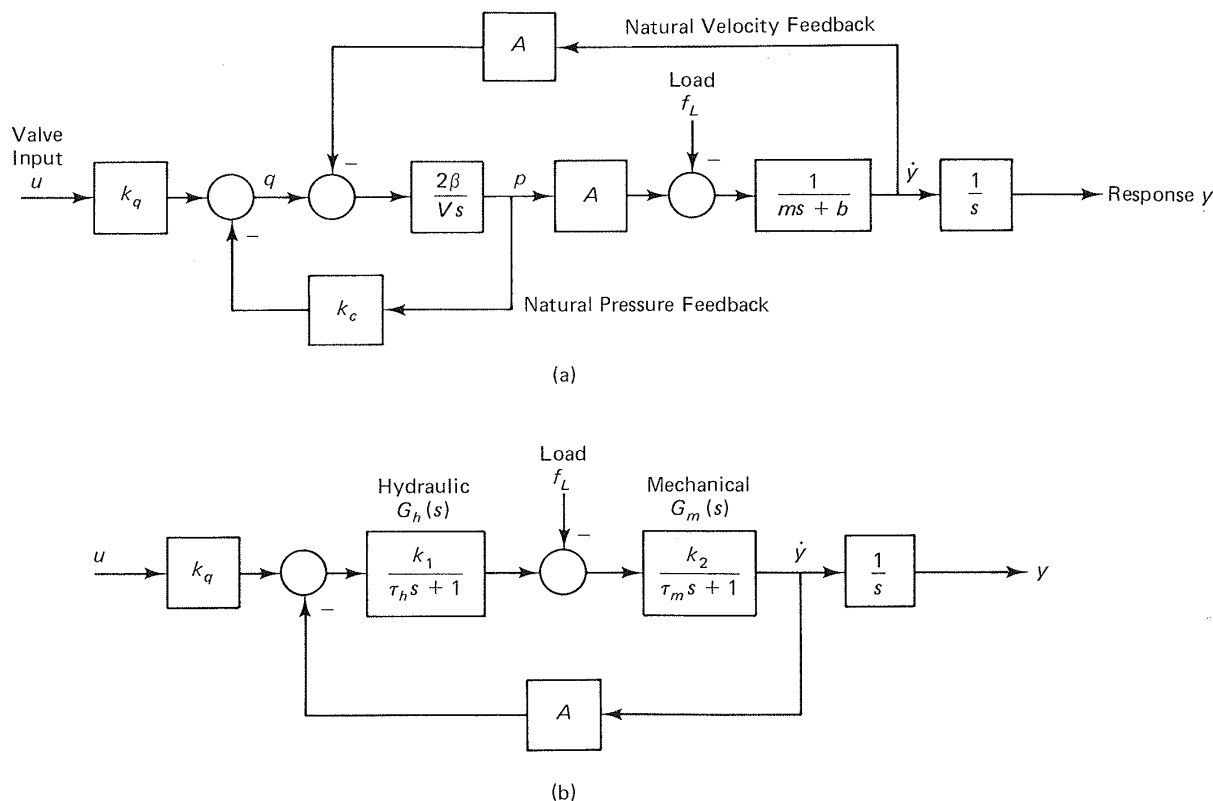 Natural Velocity Feedback
A
Load
f_L
Valve
Input
u
k_q
q
2β
Vs
p
A
1
ms + b
ẏ
1
s
Response y
k_c
Natural Pressure Feedback
(a)
Load
f_L
Hydraulic
G_h(s)
Mechanical
G_m(s)
u
k_q
k_1
τ_h s + 1
k_2
τ_m s + 1
ẏ
1
s
y
A
(b)